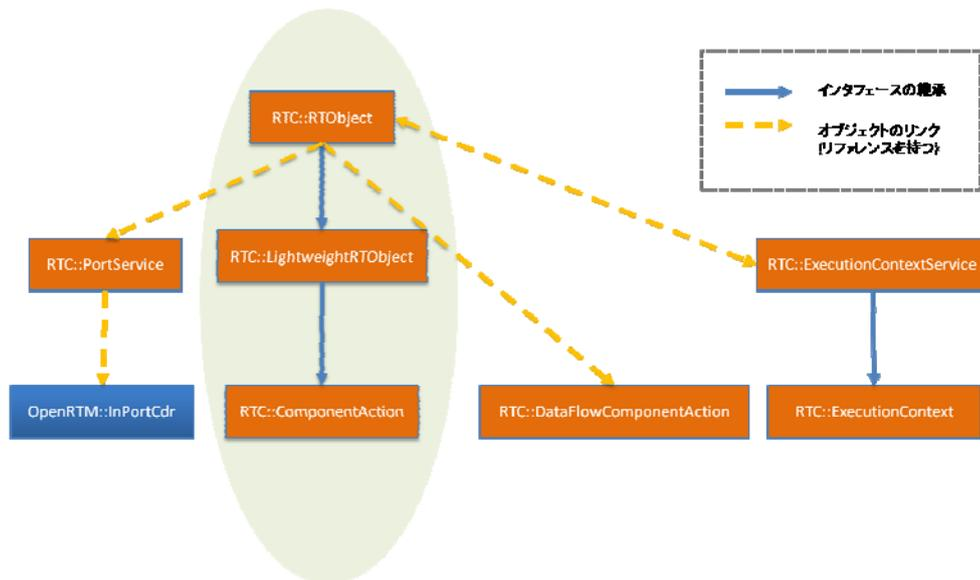 RTC::RTObject
インタフェースの継承
オブジェクトのリンク
(リファレンスを持つ)
RTC::PortService
RTC::LightweightRTObject
RTC::ExecutionContextService
OpenRTM::InPortCdr
RTC::ComponentAction
RTC::DataFlowComponentAction
RTC::ExecutionContext